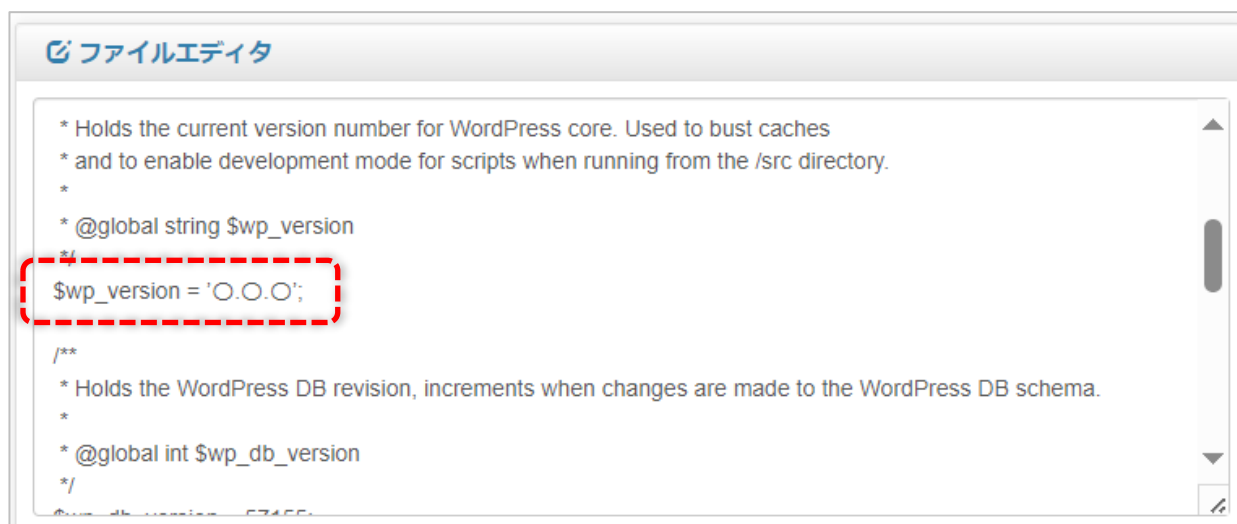 ファイルエディタ
* Holds the current version number for WordPress core. Used to bust caches
* and to enable development mode for scripts when running from the /src directory.
*
* @global string $wp_version
*/
$wp_version = '〇.〇.〇';
/**
* Holds the WordPress DB revision, increments when changes are made to the WordPress DB schema.
*
* @global int $wp_db_version
*/
$wp_db_version = 57155;